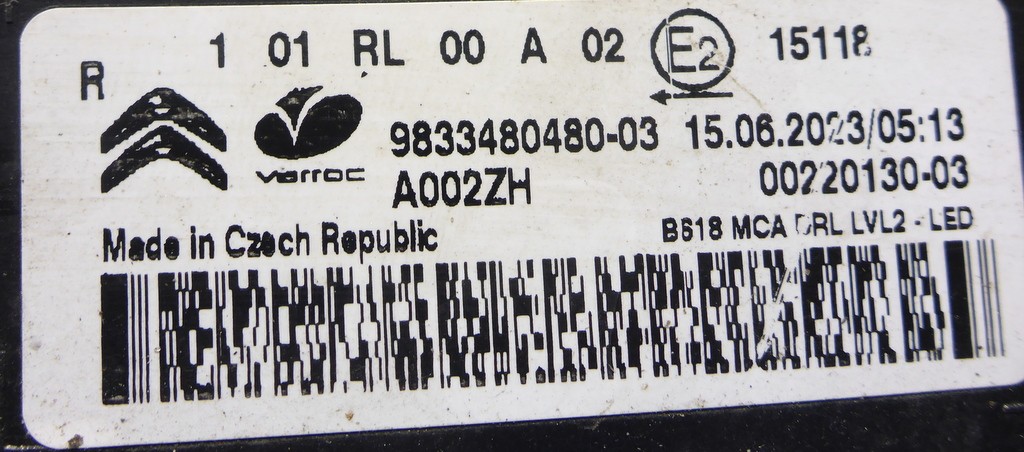 R 1 01 RL 00 A 02 E2 15118
varroc
9833480480-03 15.06.2023/05:13
A002ZH 00220130-03
Made in Czech Republic B618 MCA DRL LVL2 - LED